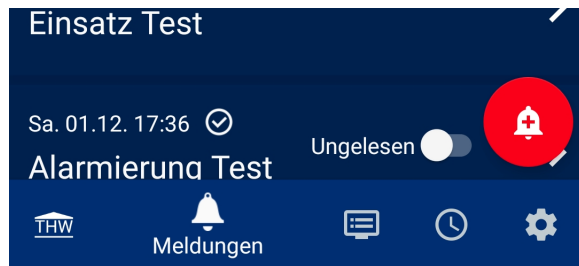 Einsatz Test
Sa. 01.12. 17:36
Ungelesen
Alarmierung Test
THW
Meldungen